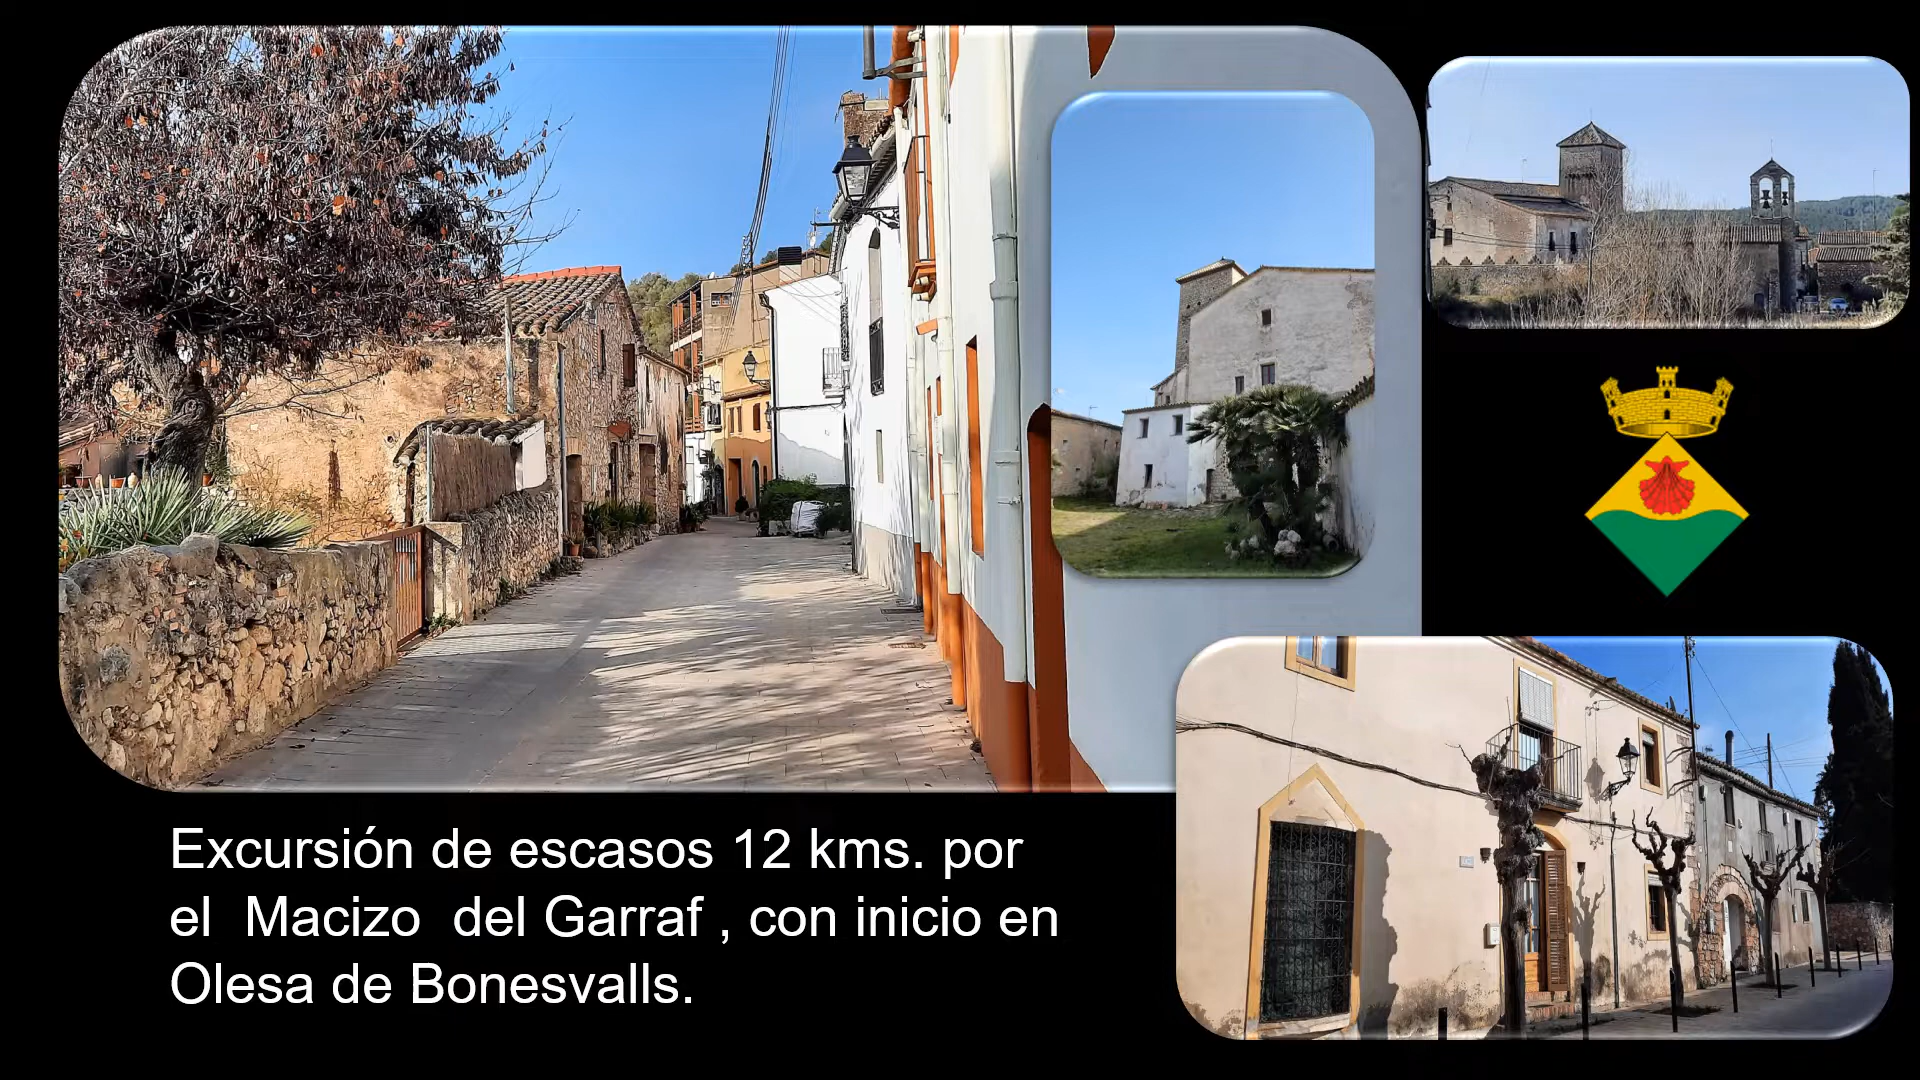 Excursión de escasos 12 kms. por
el  Macizo  del Garraf , con inicio en
Olesa de Bonesvalls.